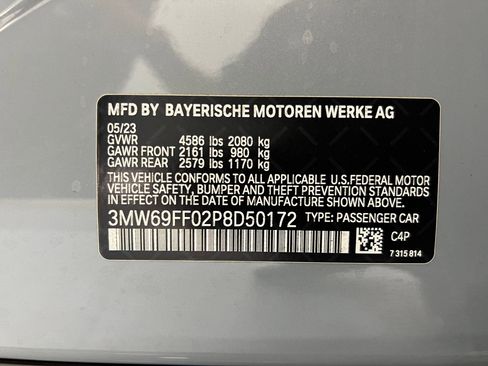 MFD BY BAYERISCHE MOTOREN WERKE AG
05/23
GVWR 4586 lbs 2080 kg
GAWR FRONT 2161 lbs 980 kg
GAWR REAR 2579 lbs 1170 kg
THIS VEHICLE CONFORMS TO ALL APPLICABLE U.S.FEDERAL MOTOR
VEHICLE SAFETY, BUMPER AND THEFT PREVENTION STANDARDS
IN EFFECT ON THE DATE OF MANUFACTURE SHOWN ABOVE.
3MW69FF02P8D50172 TYPE: PASSENGER CAR
C4P
7 315 814